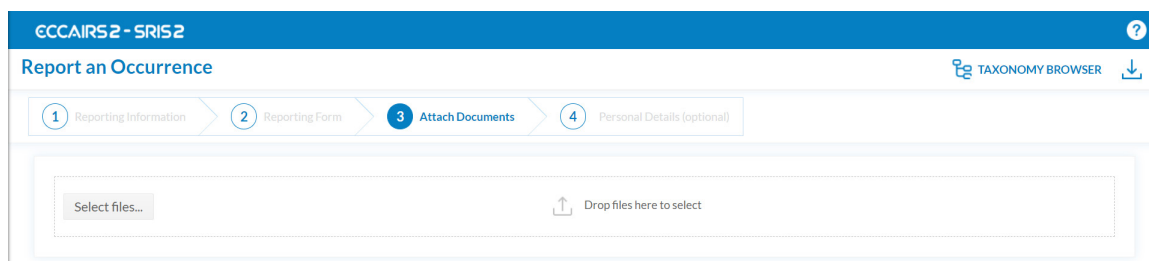 ECCAIRS2-SRIS2
?
Report an Occurrence
TAXONOMY BROWSER
1 Reporting Information 2 Reporting Form 3 Attach Documents 4 Personal Details (optional)
Select files... Drop files here to select